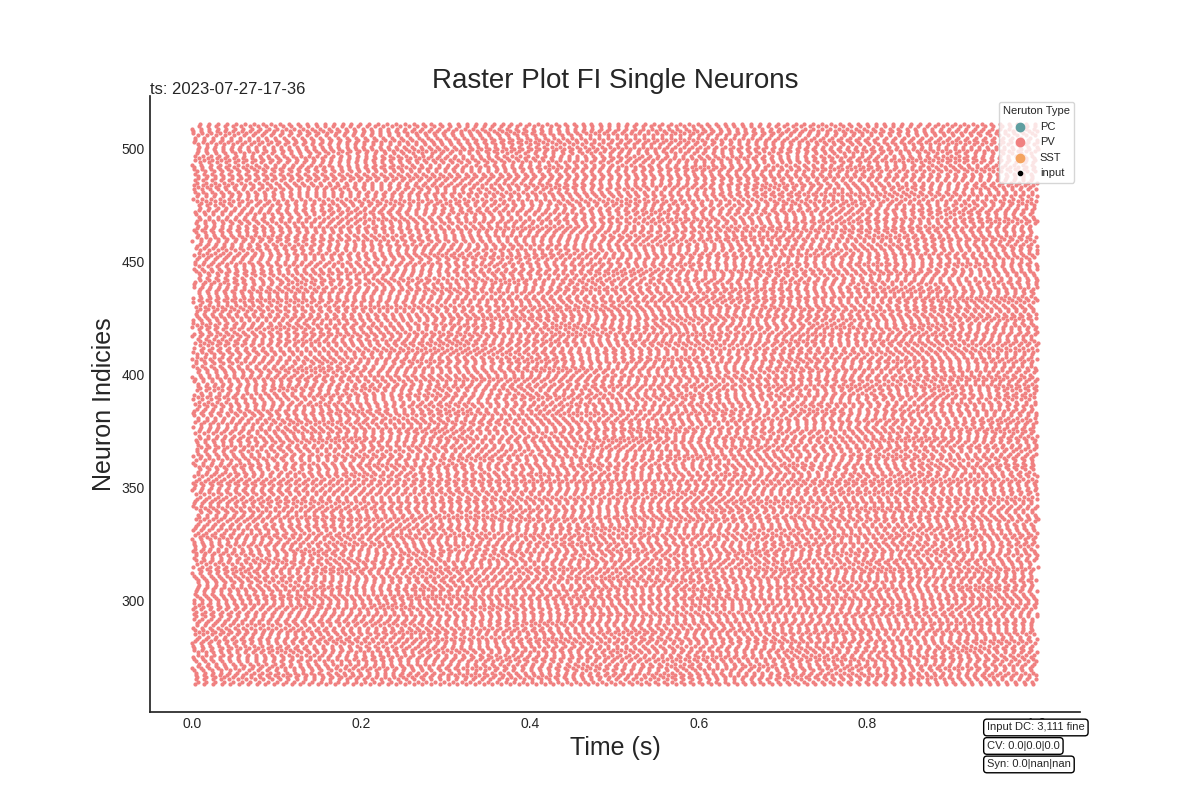 Raster Plot FI Single Neurons
ts: 2023-07-27-17-36
Neruton Type
PC
PV
SST
input
Neuron Indicies
500
450
400
350
300
0.0 0.2 0.4 0.6 0.8
Time (s)
Input DC: 3,111 fine
CV: 0.0|0.0|0.0
Syn: 0.0|nan|nan